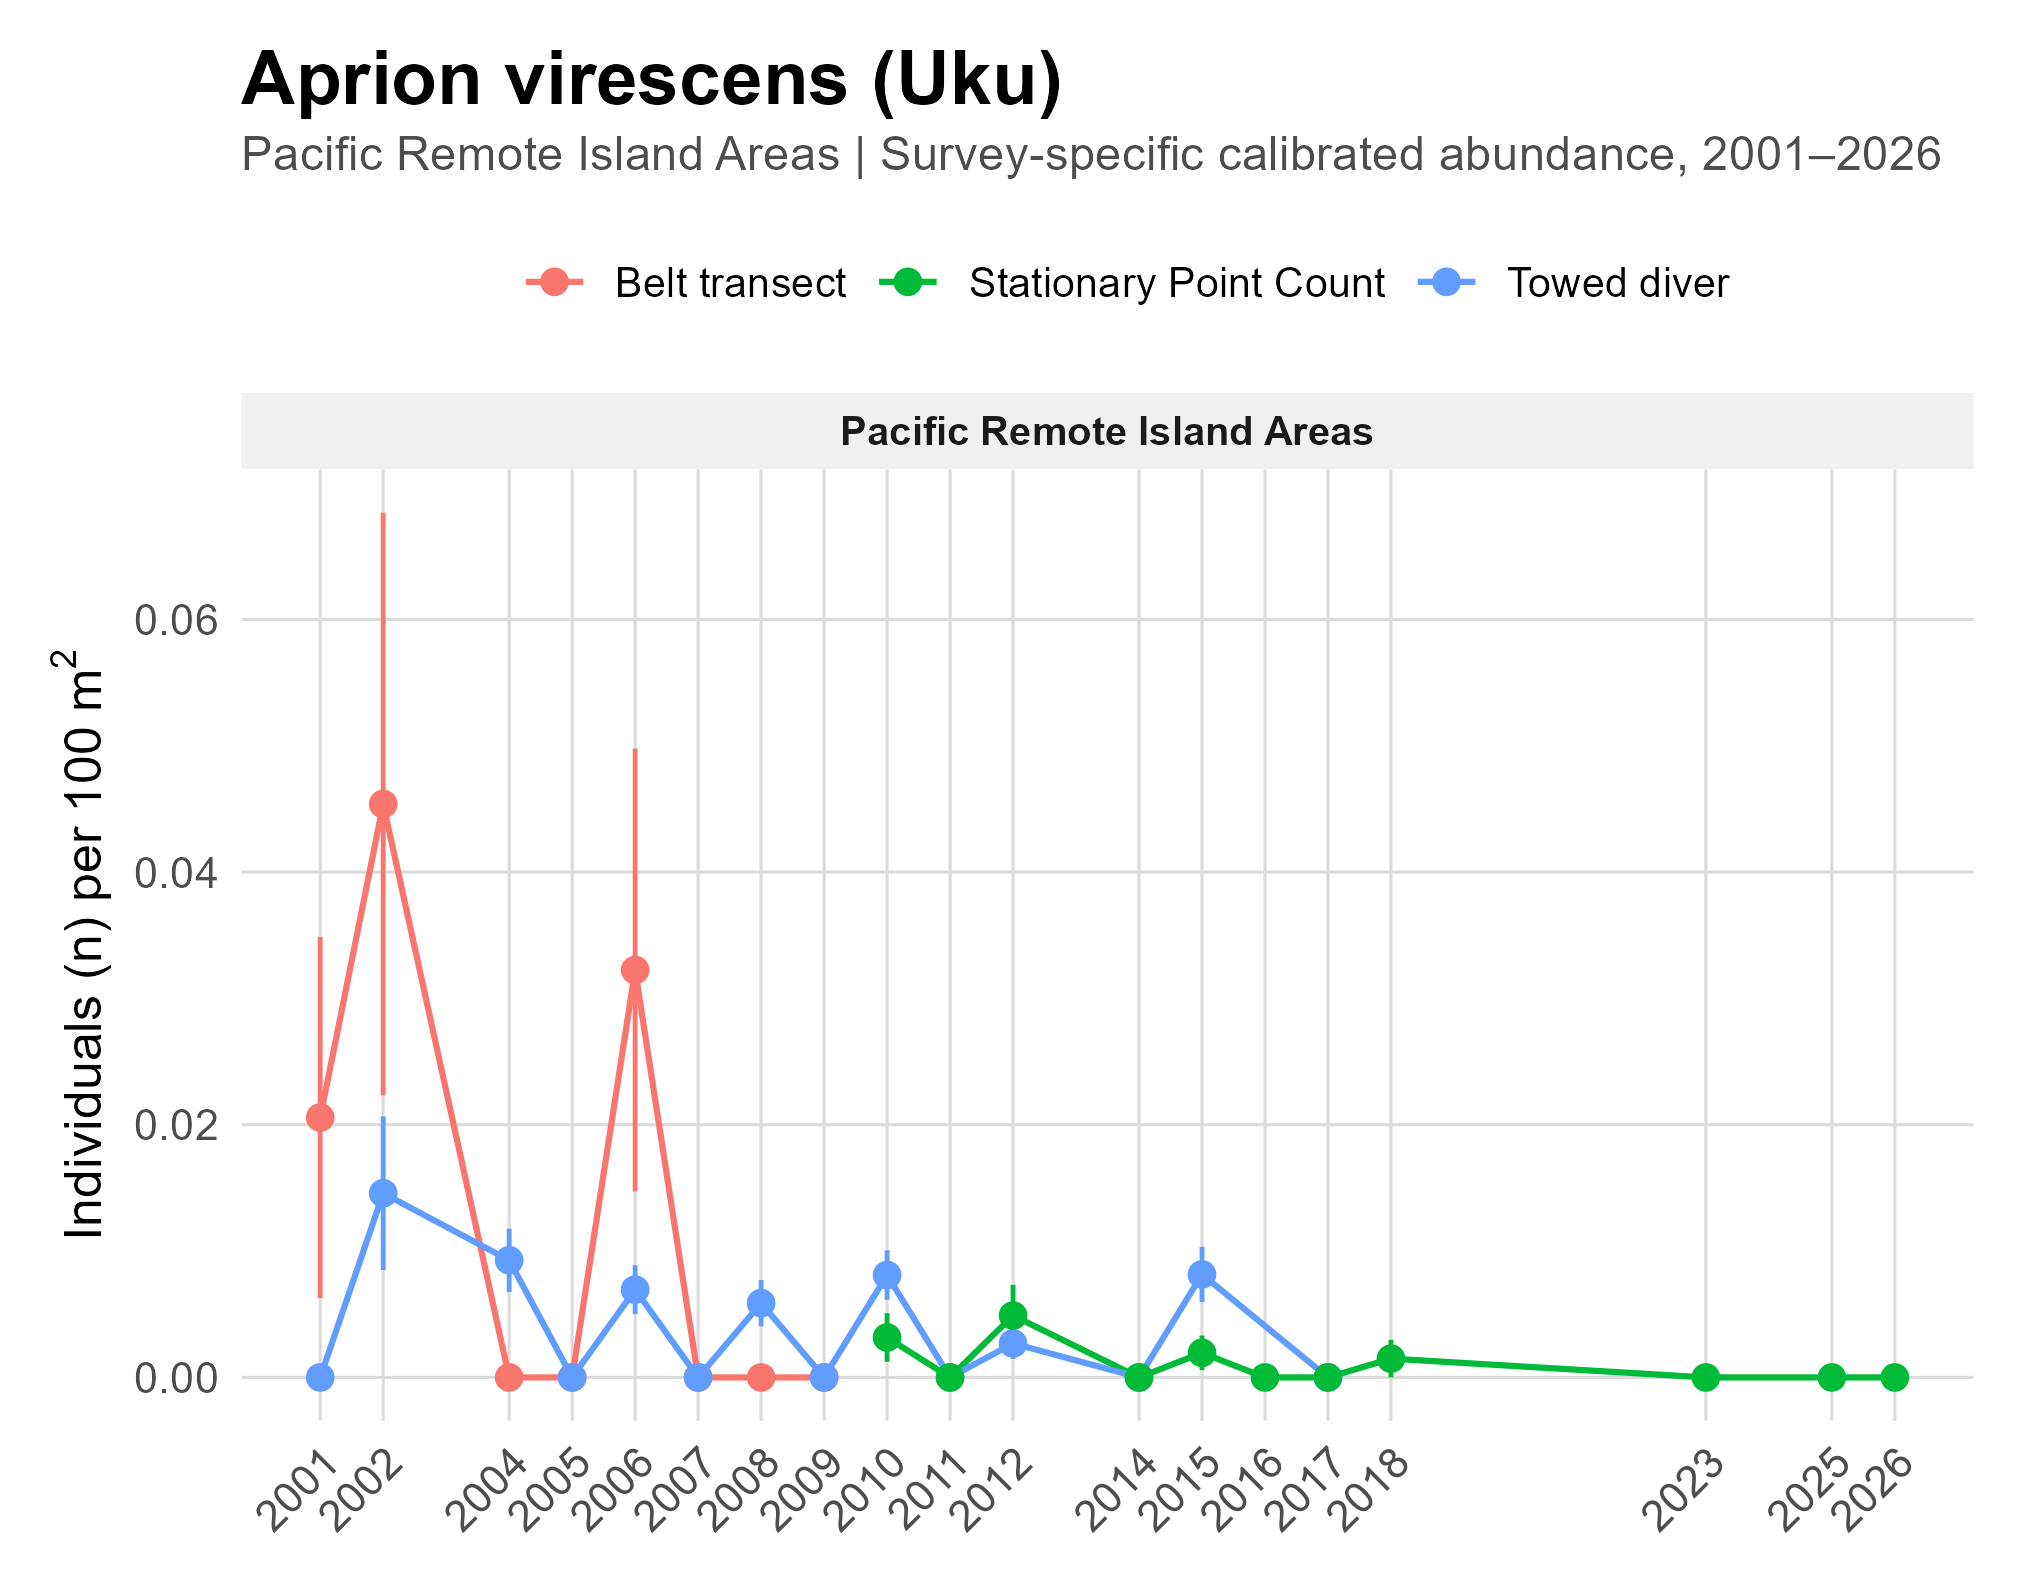 Aprion virescens (Uku)
Pacific Remote Island Areas | Survey-specific calibrated abundance, 2001–2026
Belt transect Stationary Point Count Towed diver
Pacific Remote Island Areas
Individuals (n) per 100 m²
0.06
0.04
0.02
0.00
2001 2002 2004 2005 2006 2007 2008 2009 2010 2011 2012 2014 2015 2016 2017 2018 2023 2025 2026